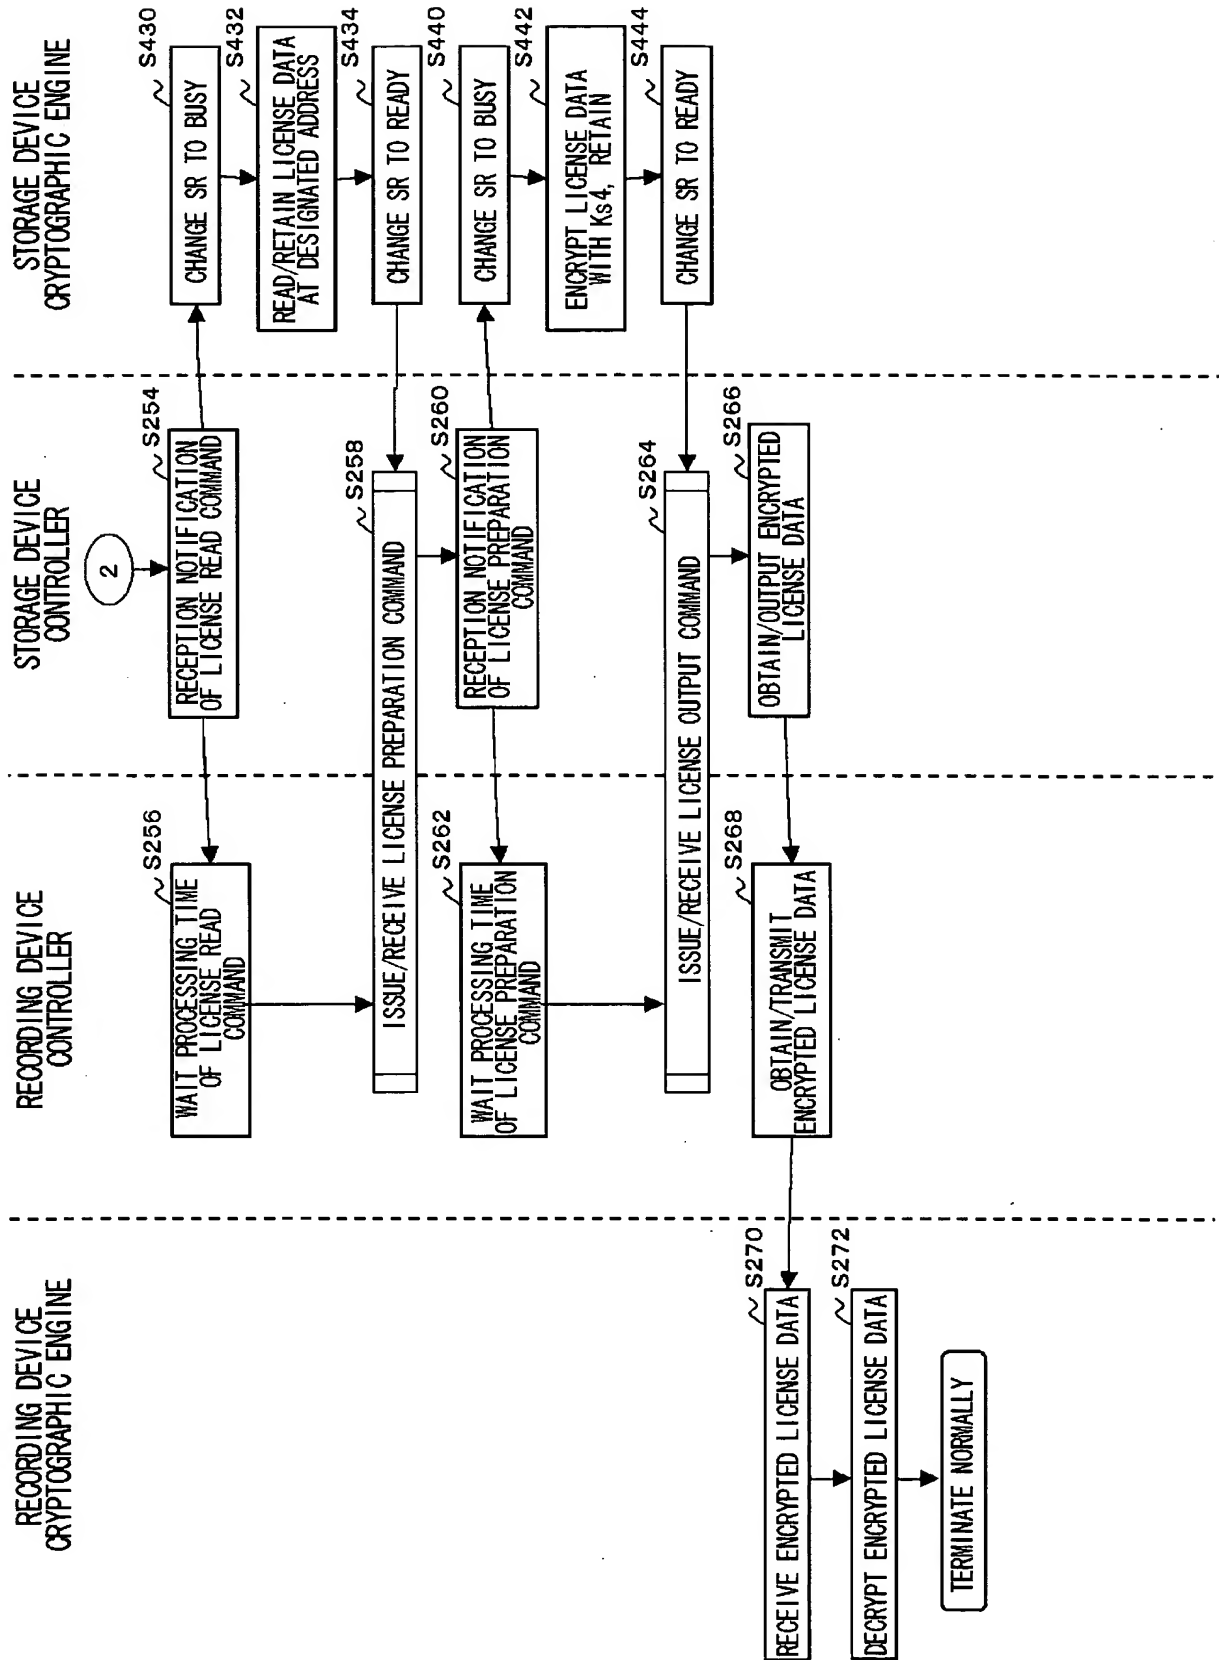 RECORDING DEVICE
CRYPTOGRAPHIC ENGINE
RECORDING DEVICE
CONTROLLER
STORAGE DEVICE
CONTROLLER
STORAGE DEVICE
CRYPTOGRAPHIC ENGINE
2
S254
RECEPTION NOTIFICATION
OF LICENSE READ COMMAND
S430
CHANGE SR TO BUSY
S256
WAIT PROCESSING TIME
OF LICENSE READ
COMMAND
S432
READ/RETAIN LICENSE DATA
AT DESIGNATED ADDRESS
S434
CHANGE SR TO READY
S258
ISSUE/RECEIVE LICENSE PREPARATION COMMAND
S260
RECEPTION NOTIFICATION
OF LICENSE PREPARATION
COMMAND
S440
CHANGE SR TO BUSY
S262
WAIT PROCESSING TIME
OF LICENSE PREPARATION
COMMAND
S442
ENCRYPT LICENSE DATA
WITH Ks4, RETAIN
S444
CHANGE SR TO READY
S264
ISSUE/RECEIVE LICENSE OUTPUT COMMAND
S266
OBTAIN/OUTPUT ENCRYPTED
LICENSE DATA
S268
OBTAIN/TRANSMIT
ENCRYPTED LICENSE DATA
S270
RECEIVE ENCRYPTED LICENSE DATA
S272
DECRYPT ENCRYPTED LICENSE DATA
TERMINATE NORMALLY